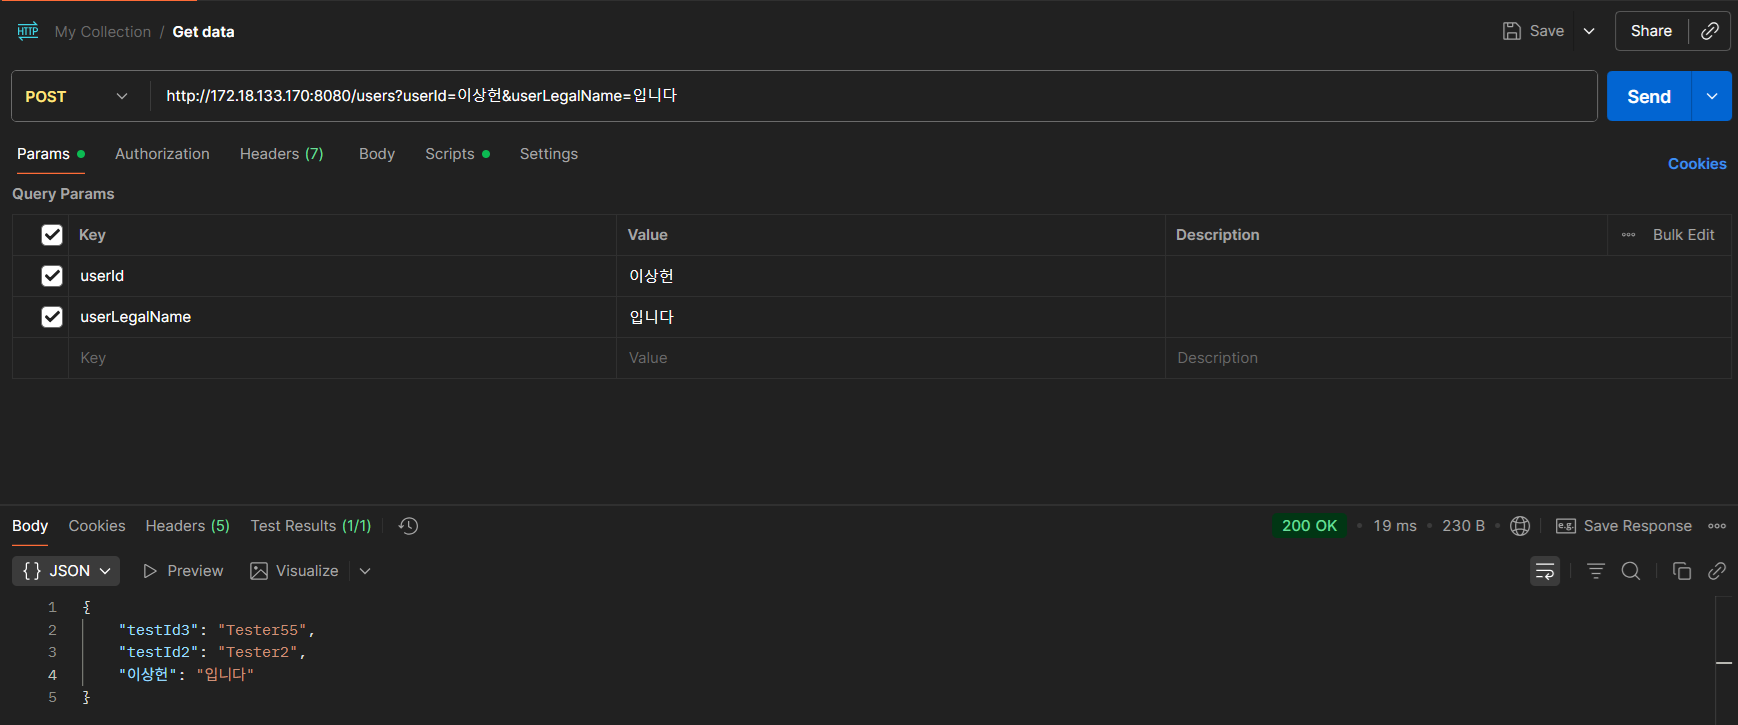 HTTP My Collection / Get data Save Share
POST http://172.18.133.170:8080/users?userId=이상헌&userLegalName=입니다 Send
Params Authorization Headers (7) Body Scripts Settings Cookies
Query Params
Key Value Description Bulk Edit
userId 이상헌
userLegalName 입니다
Key Value Description
Body Cookies Headers (5) Test Results (1/1) 200 OK • 19 ms • 230 B • e.g. Save Response
{} JSON Preview Visualize
1 {
2 "testId3": "Tester55",
3 "testId2": "Tester2",
4 "이상헌": "입니다"
5 }